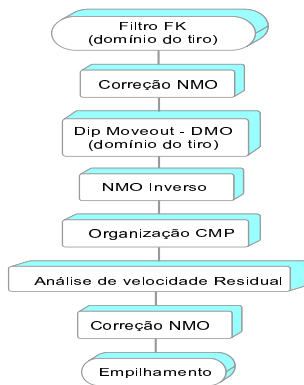 Filtro FK
(domínio do tiro)
Correção NMO
Dip Moveout - DMO
(domínio do tiro)
NMO Inverso
Organização CMP
Análise de velocidade Residual
Correção NMO
Empilhamento